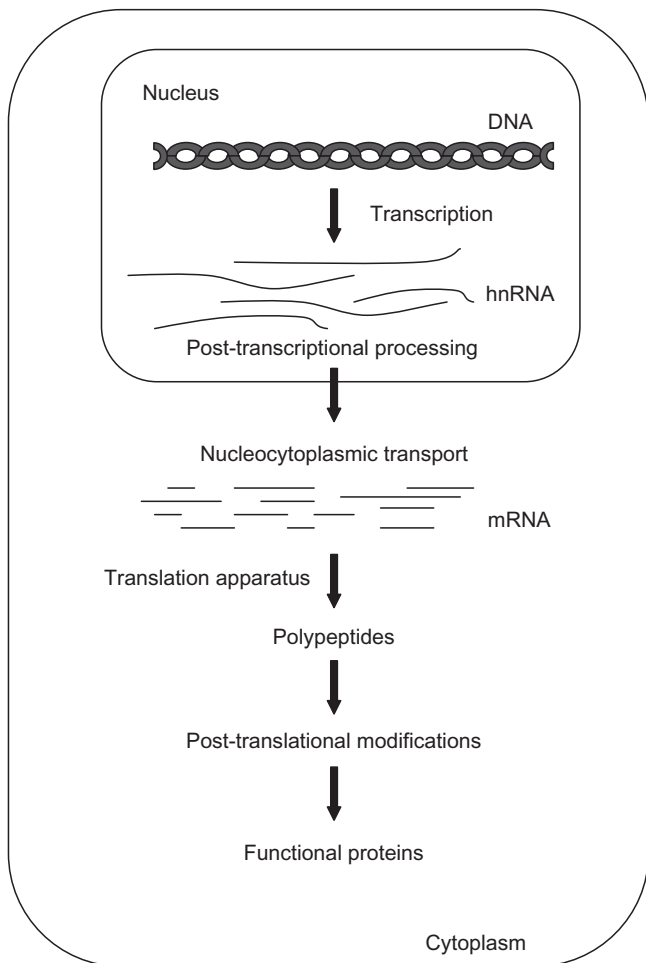 Nucleus
DNA
Transcription
hnRNA
Post-transcriptional processing
Nucleocytoplasmic transport
mRNA
Translation apparatus
Polypeptides
Post-translational modifications
Functional proteins
Cytoplasm